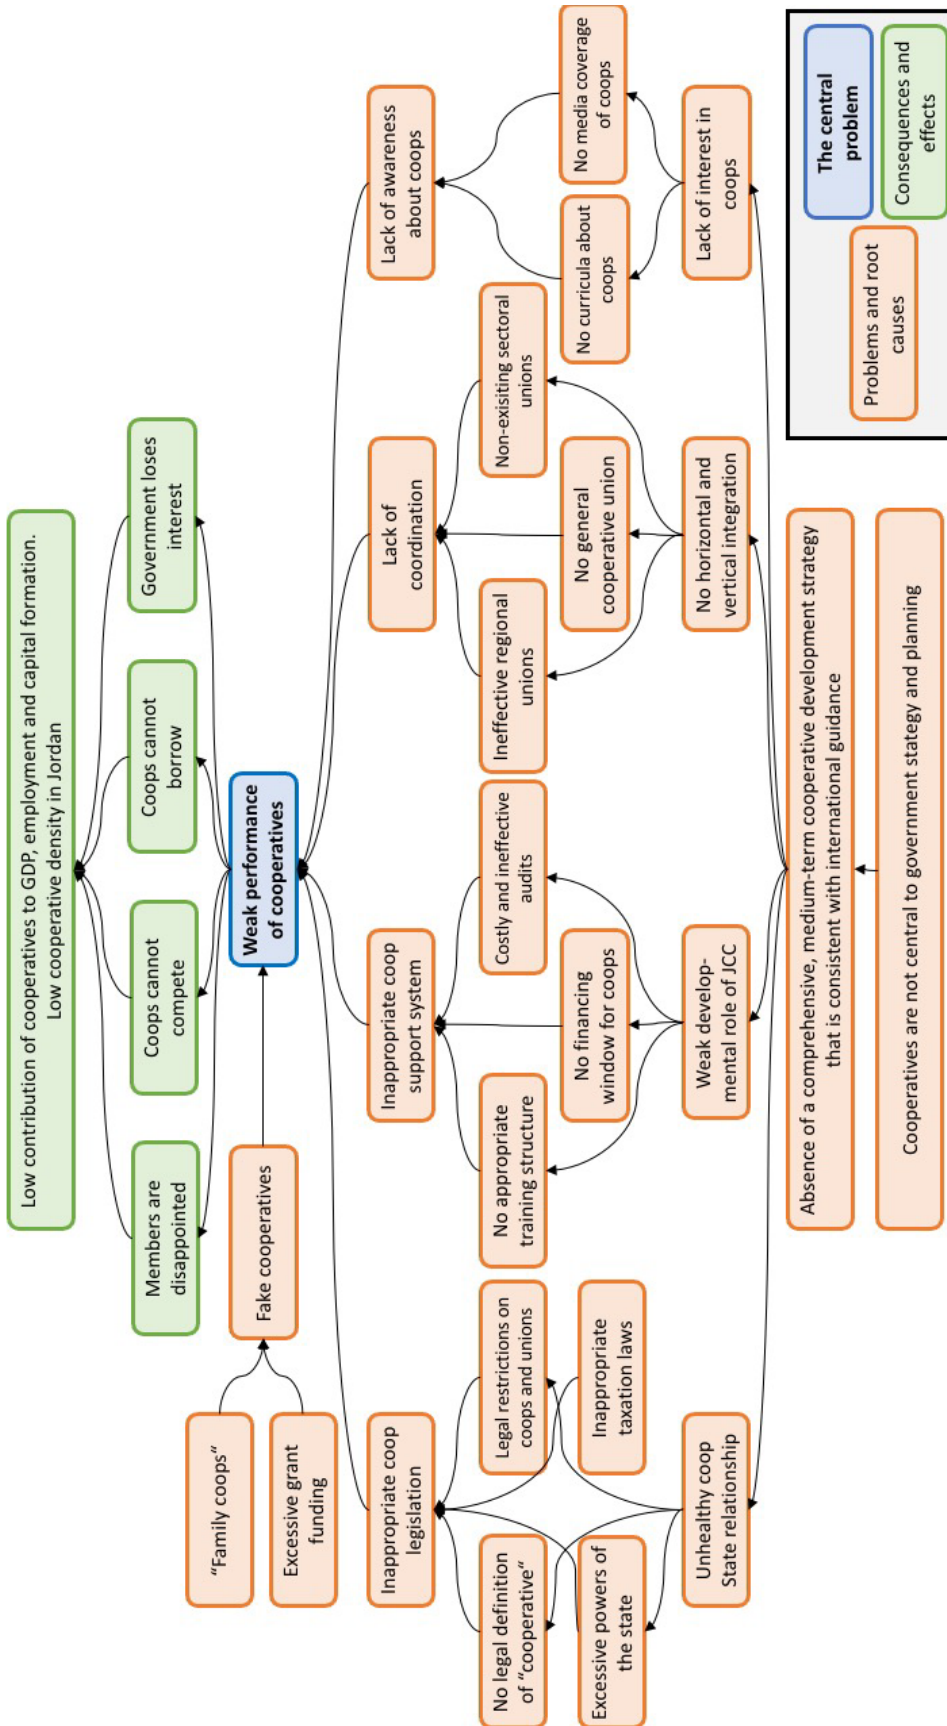 Low contribution of cooperatives to GDP, employment and capital formation.
Low cooperative density in Jordan
Members are
disappointed
Coops cannot
compete
Coops cannot
borrow
Government loses
interest
"Family coops"
Excessive grant
funding
Fake cooperatives
Weak performance
of cooperatives
Inappropriate coop
legislation
Inappropriate coop
support system
Lack of
coordination
Lack of awareness
about coops
No legal definition
of "cooperative"
Legal restrictions on
coops and unions
No appropriate
training structure
Costly and ineffective
audits
Ineffective regional
unions
Non-exisiting sectoral
unions
Excessive powers of
the state
Inappropriate
taxation laws
No financing
window for coops
No general
cooperative union
No curricula about
coops
No media coverage
of coops
Unhealthy coop
State relationship
Weak develop-
mental role of JCC
No horizontal and
vertical integration
Lack of interest in
coops
Absence of a comprehensive, medium-term cooperative development strategy
that is consistent with international guidance
Cooperatives are not central to government stategy and planning
Problems and root
causes
The central
problem
Consequences and
effects